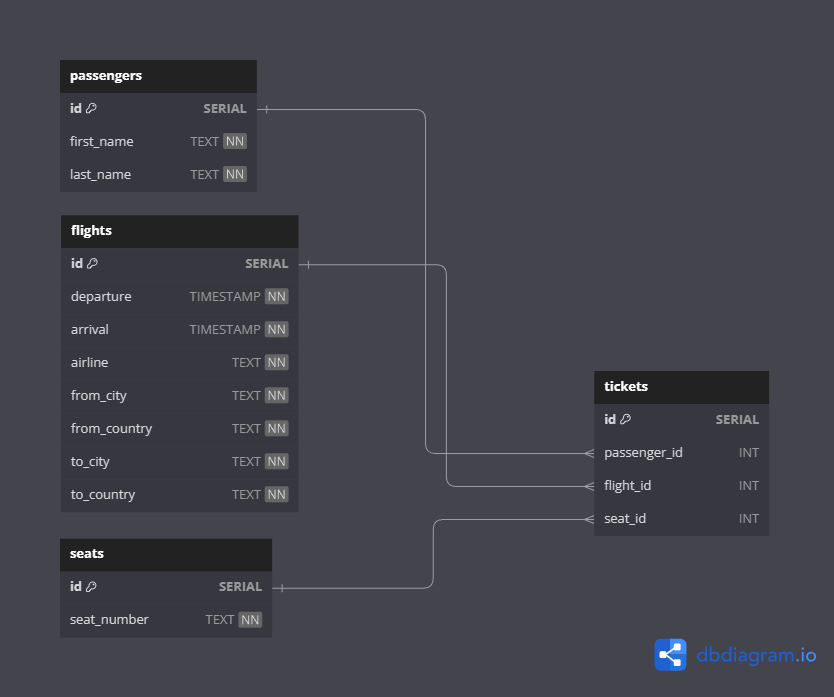 passengers
id SERIAL
first_name TEXT NN
last_name TEXT NN
flights
id SERIAL
departure TIMESTAMP NN
arrival TIMESTAMP NN
airline TEXT NN
from_city TEXT NN
from_country TEXT NN
to_city TEXT NN
to_country TEXT NN
seats
id SERIAL
seat_number TEXT NN
tickets
id SERIAL
passenger_id INT
flight_id INT
seat_id INT
dbdiagram.io